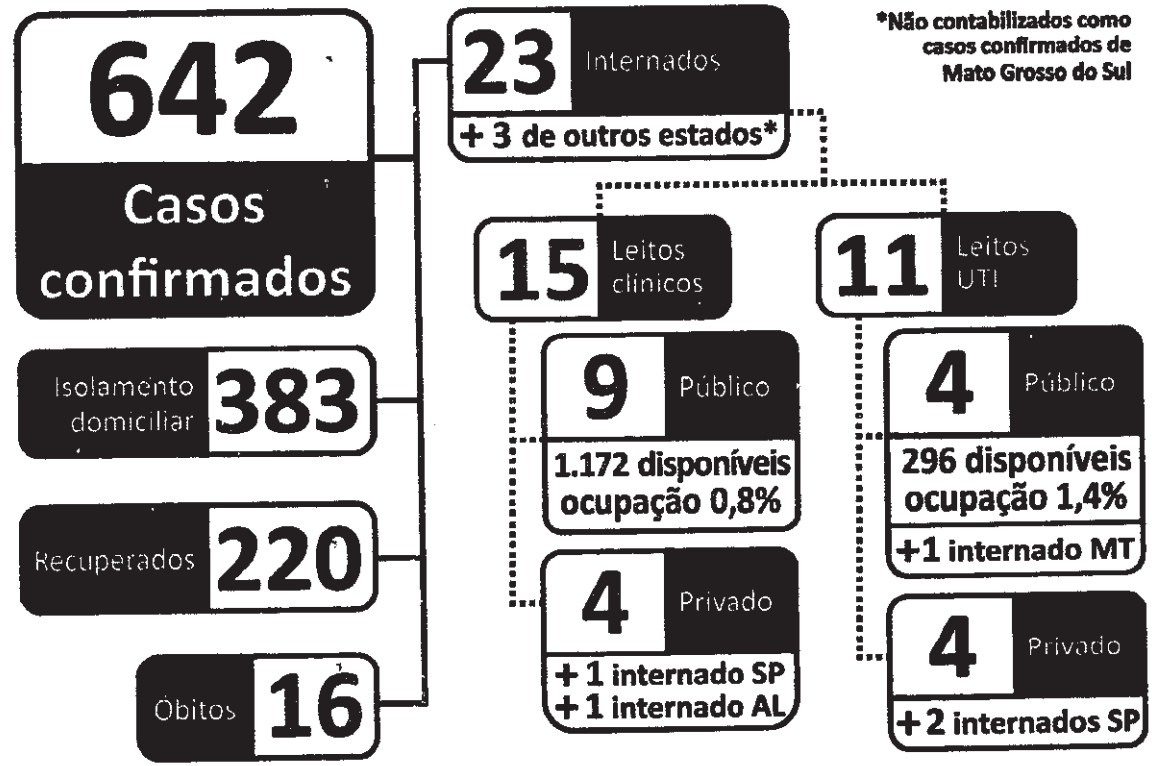 642
Casos
confirmados
Isolamento
domiciliar
383
Recuperados
220
Óbitos
16
23
Internados
+ 3 de outros estados*
*Não contabilizados como
casos confirmados de
Mato Grosso do Sul
15
Leitos
clínicos
9
Público
1.172 disponíveis
ocupação 0,8%
4
Privado
+ 1 internado SP
+ 1 internado AL
11
Leitos
UTI
4
Público
296 disponíveis
ocupação 1,4%
+1 internado MT
4
Privado
+ 2 internados SP